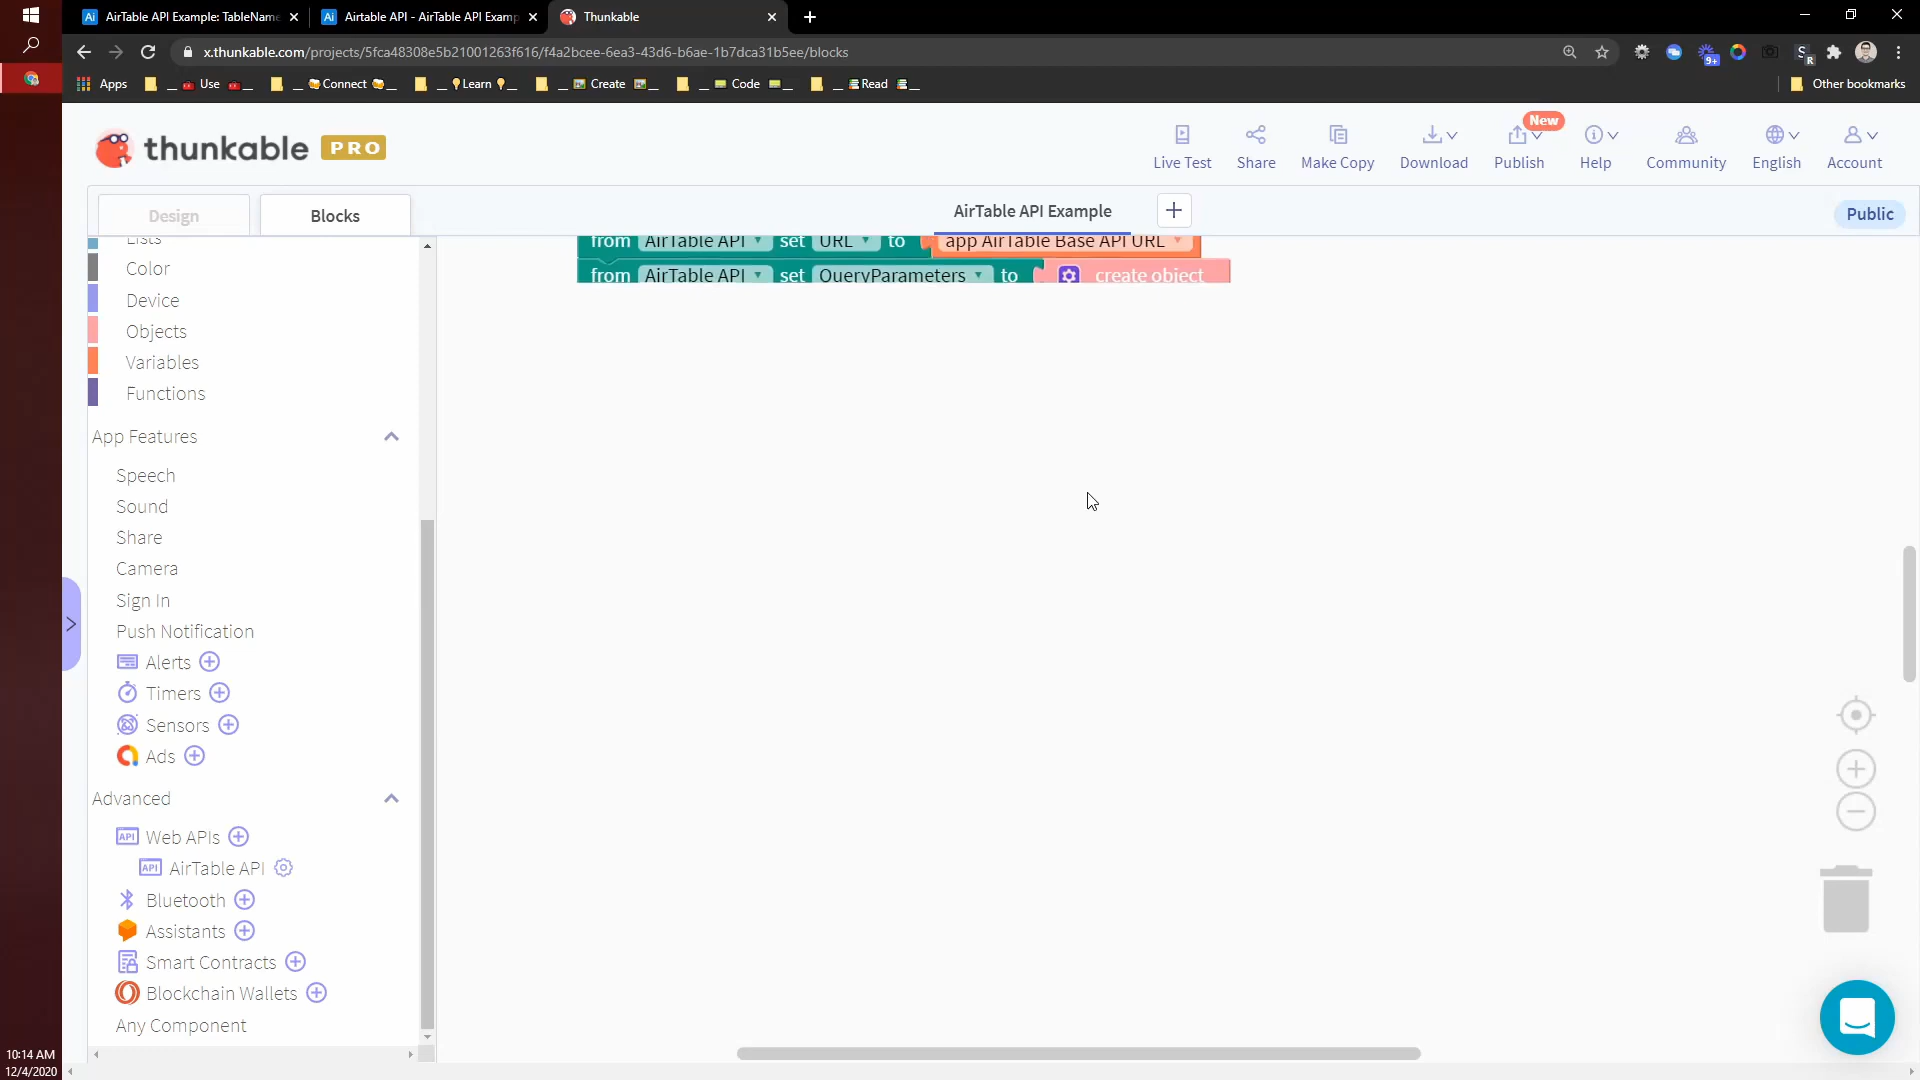 AirTable API Example: TableName
Airtable API - AirTable API Examp
Thunkable
x.thunkable.com/projects/5fca48308e5b21001263f616/f4a2bcee-6ea3-43d6-b6ae-1b7dca31b5ee/blocks
9+
S
R
Apps
_ Use _
_ Connect _
_ Learn _
_ Create _
_ Code _
_ Read _
Other bookmarks
thunkable PRO
New
Live Test
Share
Make Copy
Download
Publish
Help
Community
English
Account
Design
Blocks
AirTable API Example
Public
Lists
Color
Device
Objects
Variables
Functions
App Features
Speech
Sound
Share
Camera
Sign In
Push Notification
Alerts
Timers
Sensors
Ads
Advanced
API Web APIs
API AirTable API
Bluetooth
Assistants
Smart Contracts
Blockchain Wallets
Any Component
from AirTable API set URL to app AirTable Base API URL
from AirTable API set QueryParameters to create object
10:14 AM
12/4/2020